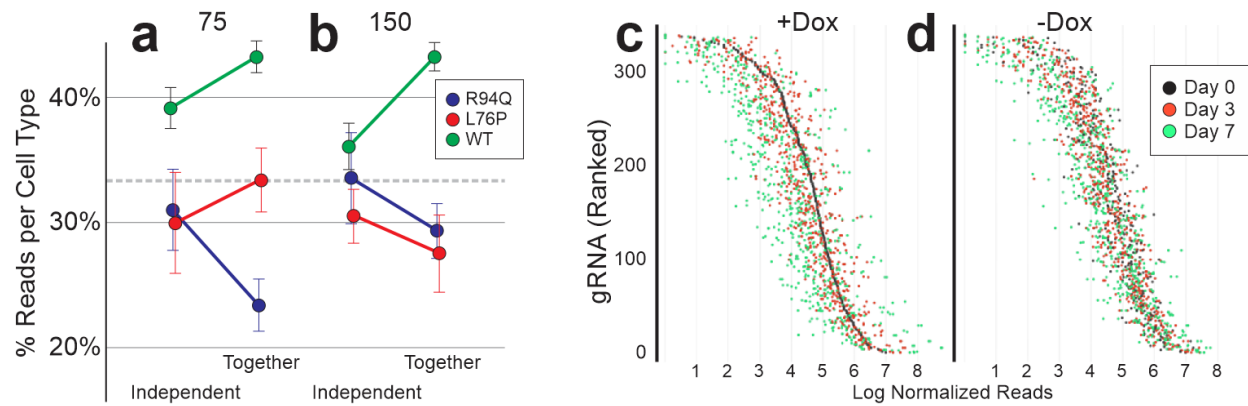 a 75
b 150
% Reads per Cell Type
40%
30%
20%
R94Q
L76P
WT
Together
Together
Independent
Independent
c +Dox
d -Dox
gRNA (Ranked)
300
200
100
0
Day 0
Day 3
Day 7
1 2 3 4 5 6 7 8
1 2 3 4 5 6 7 8
Log Normalized Reads